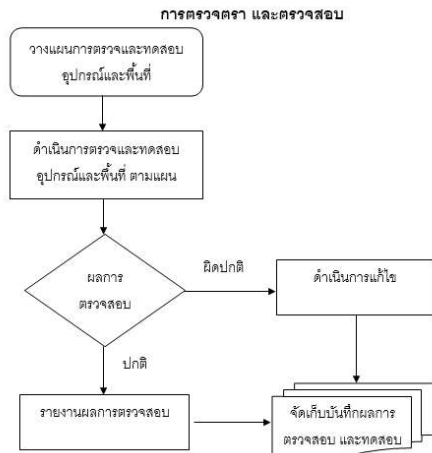 การตรวจตรา และตรวจสอบ
วางแผนการตรวจและทดสอบ
อุปกรณ์และพื้นที่
ดำเนินการตรวจและทดสอบ
อุปกรณ์และพื้นที่ ตามแผน
ผลการ
ตรวจสอบ
ผิดปกติ
ดำเนินการแก้ไข
ปกติ
รายงานผลการตรวจสอบ
จัดเก็บบันทึกผลการ
ตรวจสอบ และทดสอบ